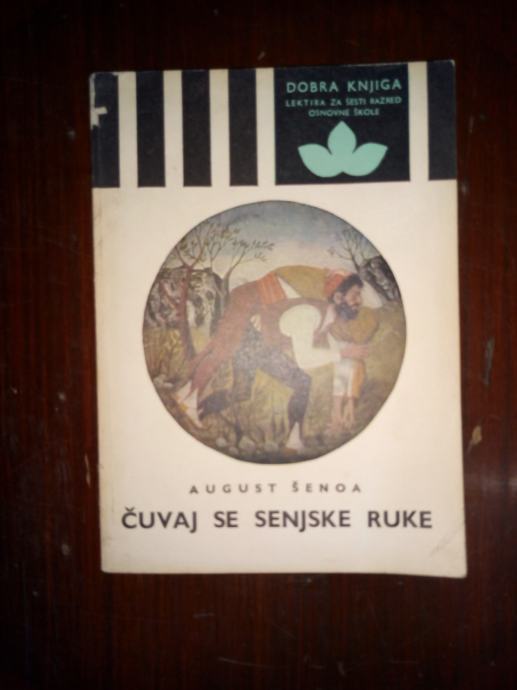 DOBRA KNJIGA
LEKTIRA ZA ŠESTI RAZRED
OSNOVNE ŠKOLE
AUGUST ŠENOA
ČUVAJ SE SENJSKE RUKE